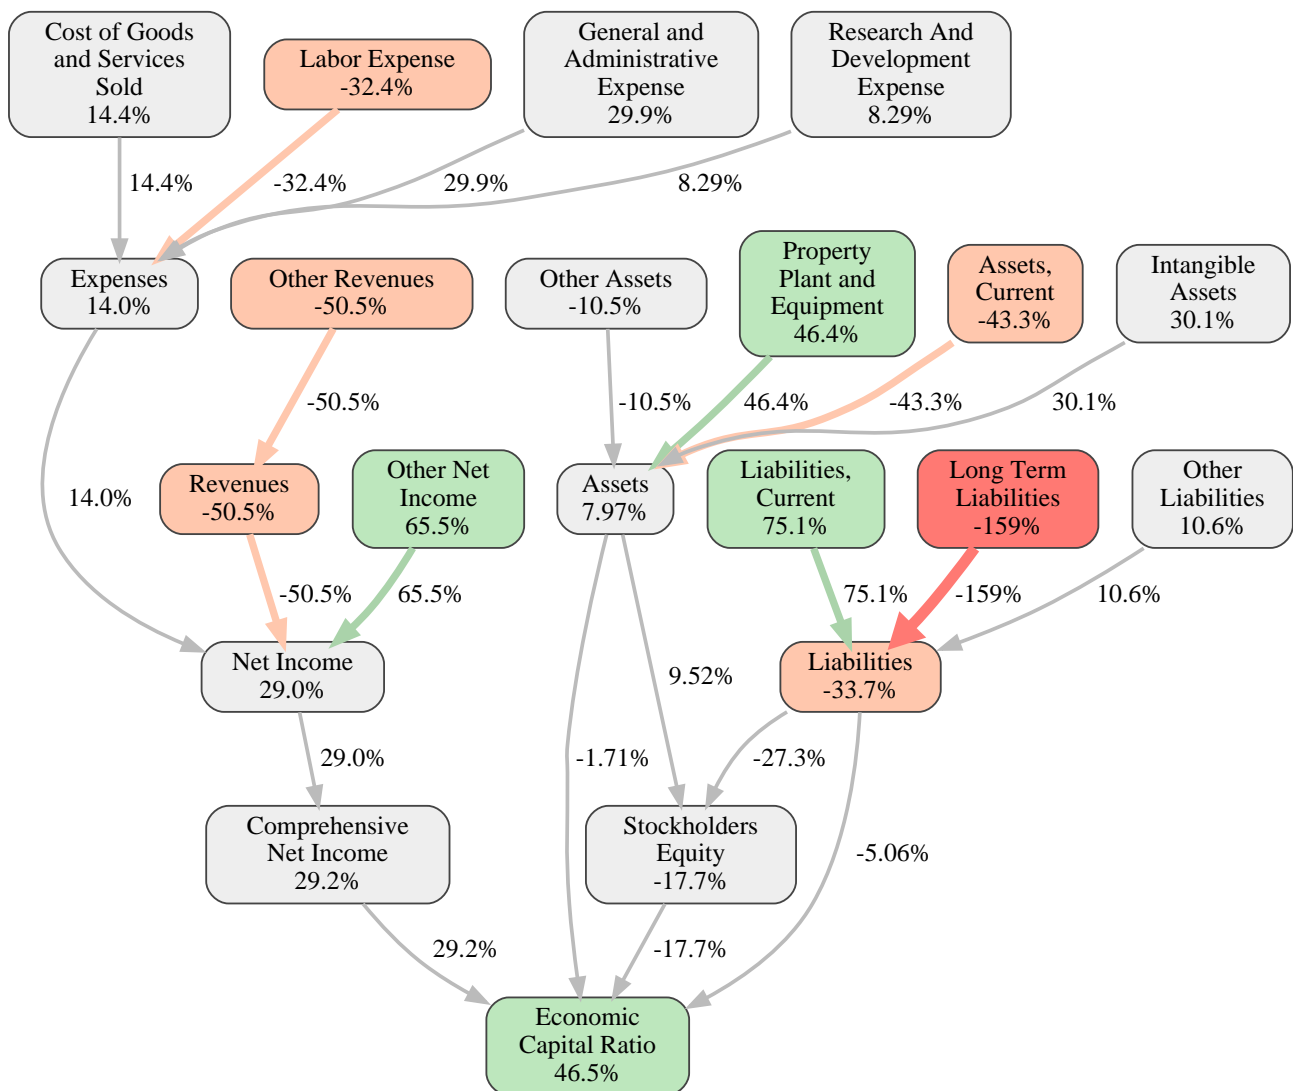 Cost of Goods
and Services
Sold
14.4%
Labor Expense
-32.4%
General and
Administrative
Expense
29.9%
Research And
Development
Expense
8.29%
14.4%
-32.4%
29.9%
8.29%
Expenses
14.0%
Other Revenues
-50.5%
Other Assets
-10.5%
Property
Plant and
Equipment
46.4%
Assets,
Current
-43.3%
Intangible
Assets
30.1%
-50.5%
-10.5%
46.4%
-43.3%
30.1%
14.0%
Revenues
-50.5%
Other Net
Income
65.5%
Assets
7.97%
Liabilities,
Current
75.1%
Long Term
Liabilities
-159%
Other
Liabilities
10.6%
-50.5%
65.5%
75.1%
-159%
10.6%
Net Income
29.0%
9.52%
Liabilities
-33.7%
29.0%
-1.71%
-27.3%
Comprehensive
Net Income
29.2%
Stockholders
Equity
-17.7%
-5.06%
29.2%
-17.7%
Economic
Capital Ratio
46.5%